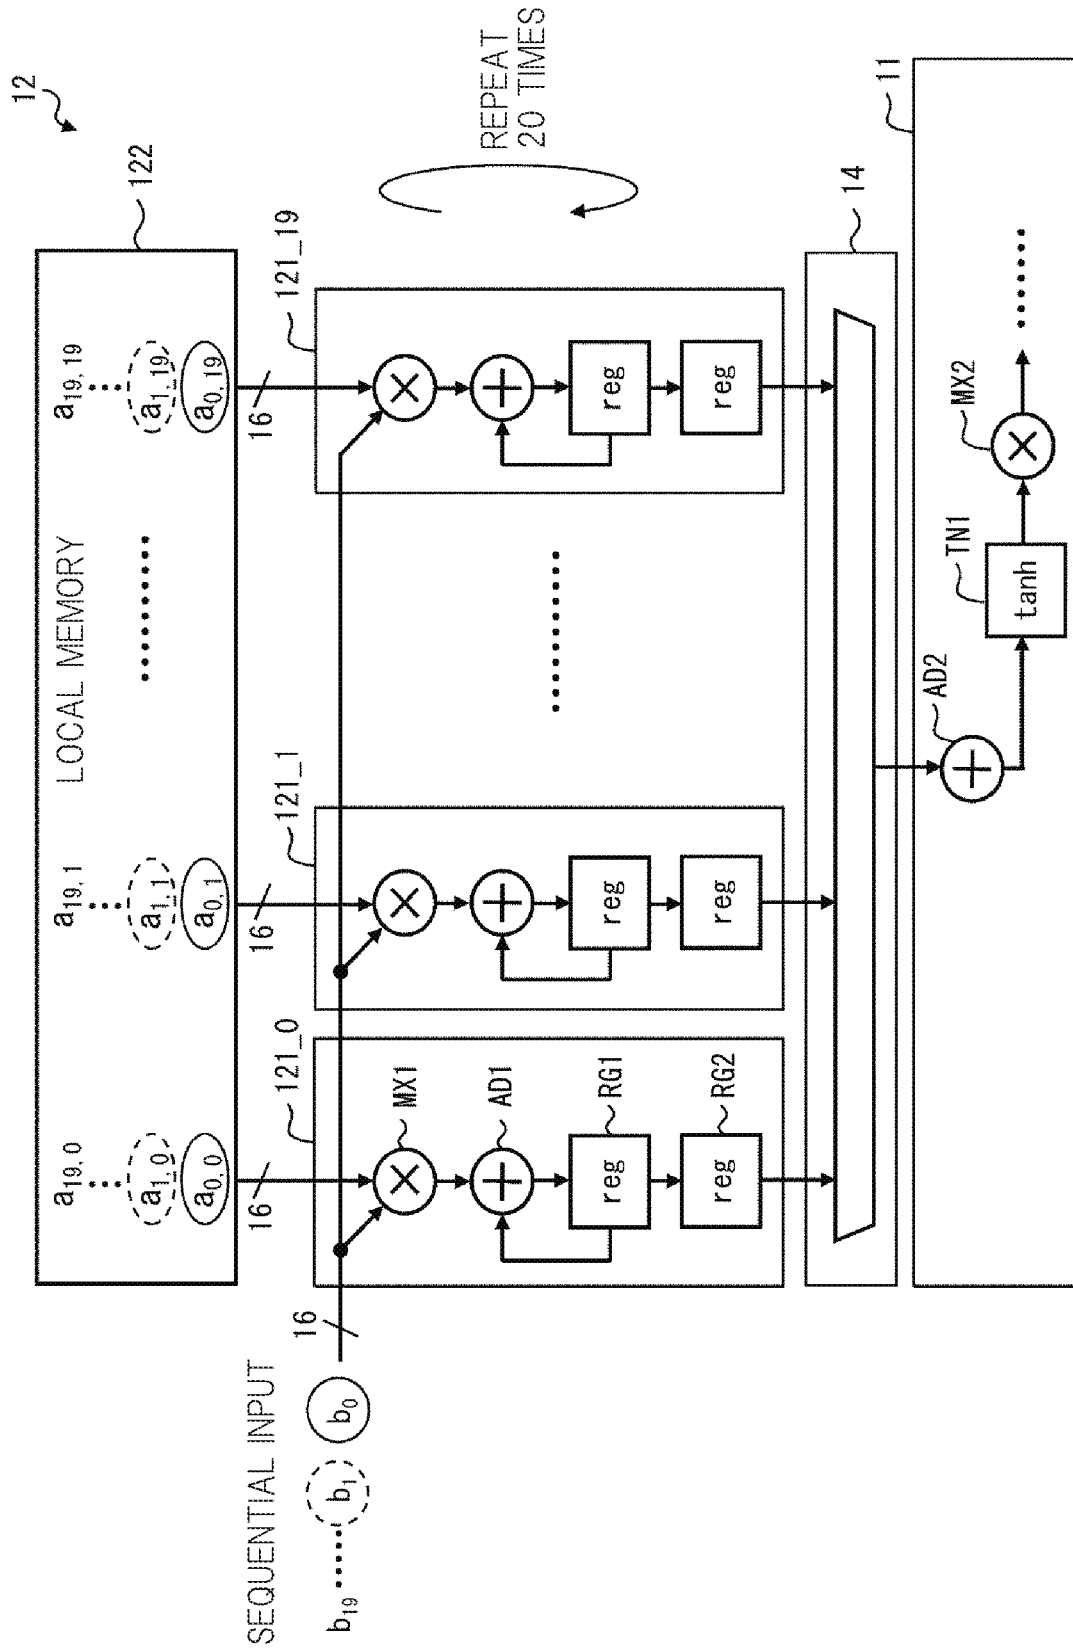 12
122
LOCAL MEMORY
a19,0 a19,1 ...... a19,19
a1,0 a1,1 a1,19
a0,0 a0,1 a0,19
16 16 16
121_0 121_1 121_19
SEQUENTIAL INPUT
b19 ...... b1 b0
16
REPEAT
20 TIMES
× MX1 × ×
+ AD1 + +
reg RG1 reg ...... reg
reg RG2 reg reg
14
11
AD2 +
TN1 MX2
tanh × ......